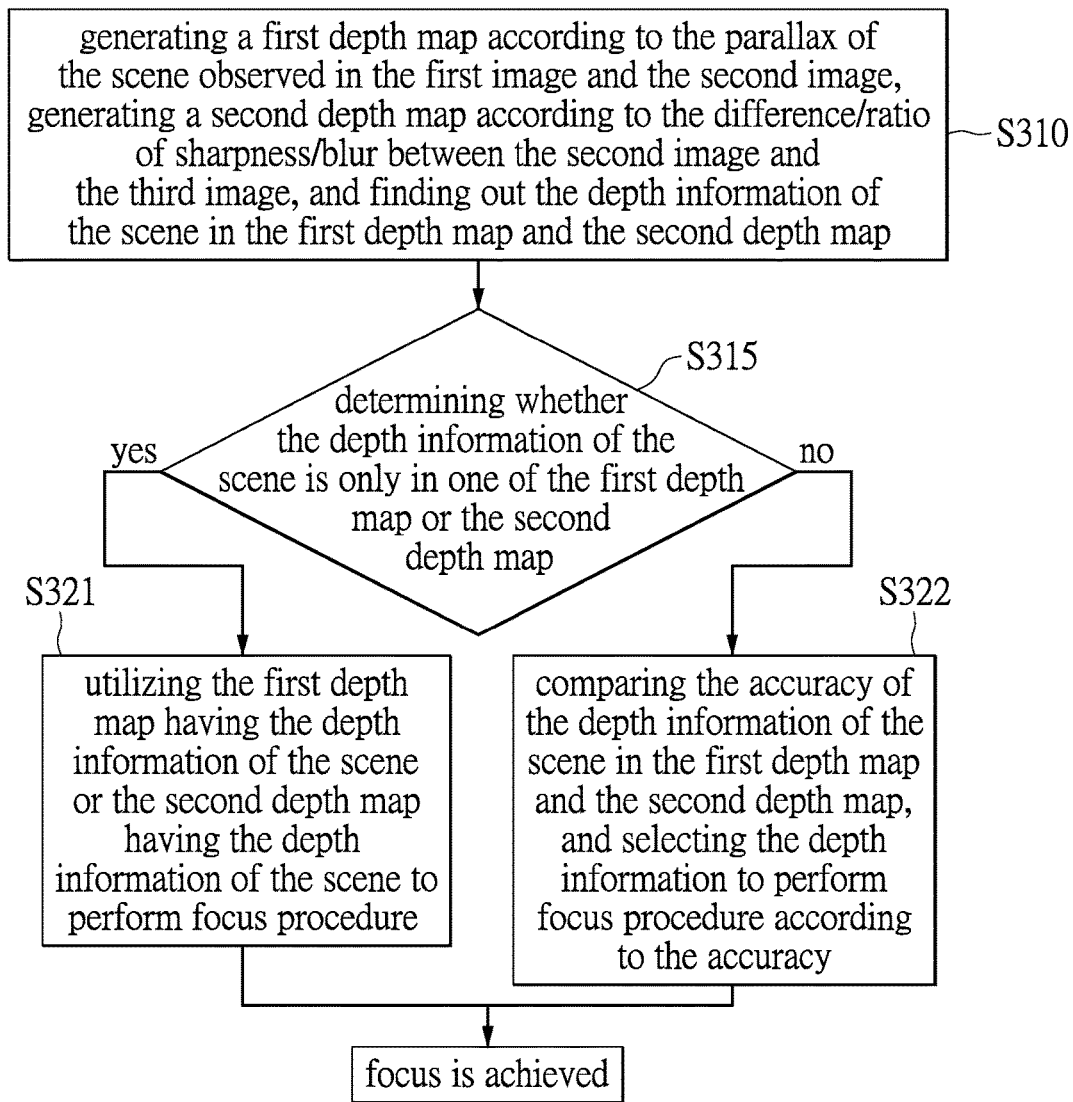 generating a first depth map according to the parallax of
the scene observed in the first image and the second image,
generating a second depth map according to the difference/ratio
of sharpness/blur between the second image and
the third image, and finding out the depth information of
the scene in the first depth map and the second depth map
S310
S315
determining whether
the depth information of the
scene is only in one of the first depth
map or the second
depth map
yes
no
S321
S322
utilizing the first depth
map having the depth
information of the scene
or the second depth map
having the depth
information of the scene to
perform focus procedure
comparing the accuracy of
the depth information of the
scene in the first depth map
and the second depth map,
and selecting the depth
information to perform
focus procedure according
to the accuracy
focus is achieved